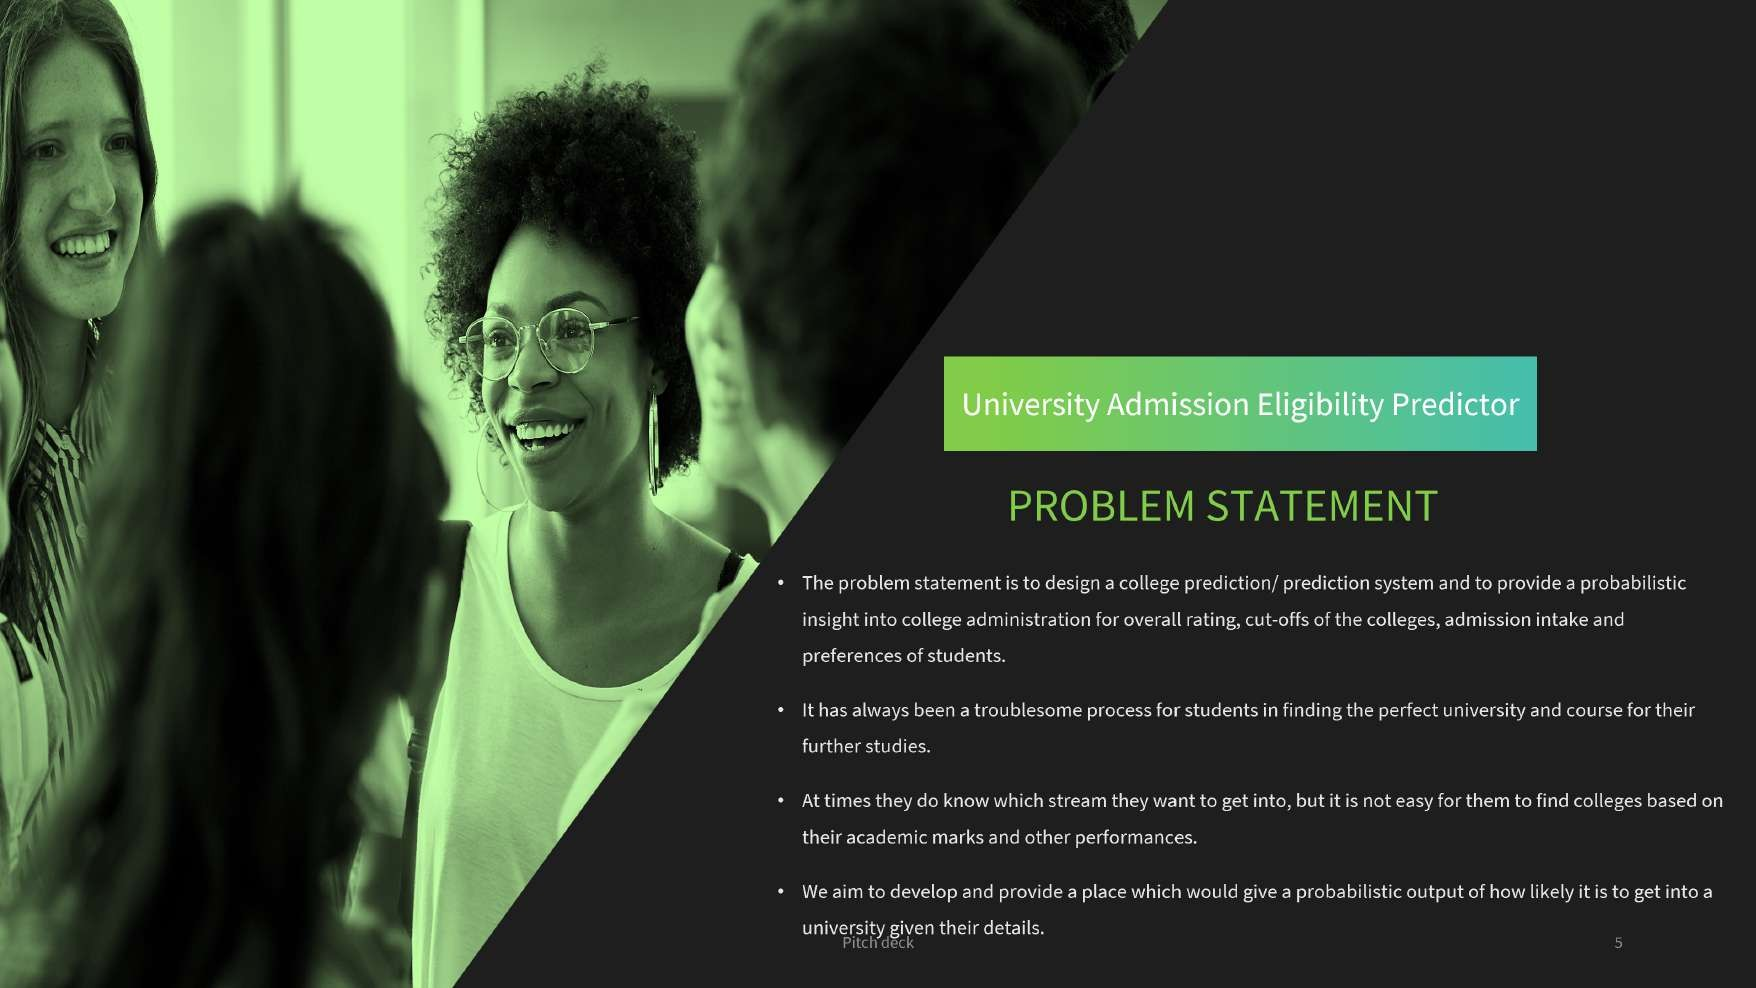 University Admission Eligibility Predictor
PROBLEM STATEMENT
• The problem statement is to design a college prediction/ prediction system and to provide a probabilistic
insight into college administration for overall rating, cut-offs of the colleges, admission intake and
preferences of students.
• It has always been a troublesome process for students in finding the perfect university and course for their
further studies.
• At times they do know which stream they want to get into, but it is not easy for them to find colleges based on
their academic marks and other performances.
• We aim to develop and provide a place which would give a probabilistic output of how likely it is to get into a
university given their details.
Pitch deck
5